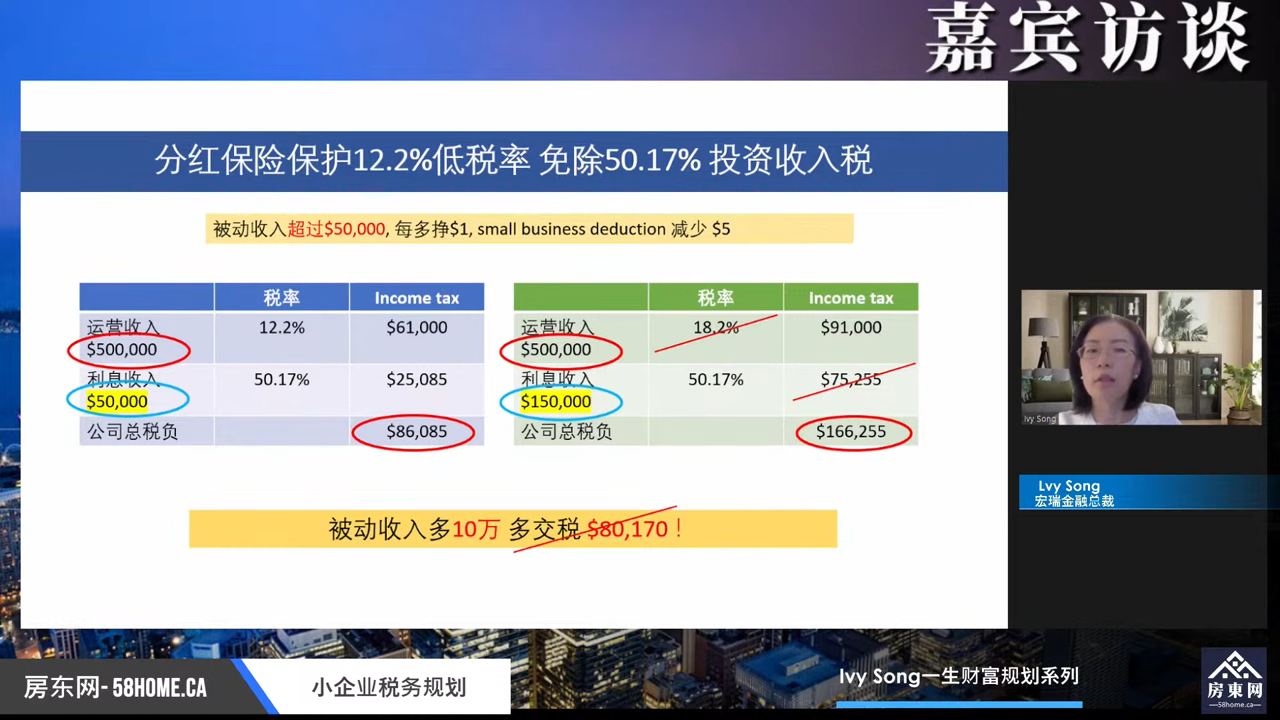 嘉宾访谈
分红保险保护12.2%低税率 免除50.17% 投资收入税
被动收入超过$50,000, 每多挣$1, small business deduction 减少 $5
税率 Income tax
运营收入 12.2% $61,000
$500,000
利息收入 50.17% $25,085
$50,000
公司总税负 $86,085
税率 Income tax
运营收入 18.2% $91,000
$500,000
利息收入 50.17% $75,255
$150,000
公司总税负 $166,255
被动收入多10万 多交税 $80,170！
Ivy Song
Lvy Song
宏瑞金融总裁
房东网- 58HOME.CA
小企业税务规划
Ivy Song一生财富规划系列
房東网
—58home.ca—